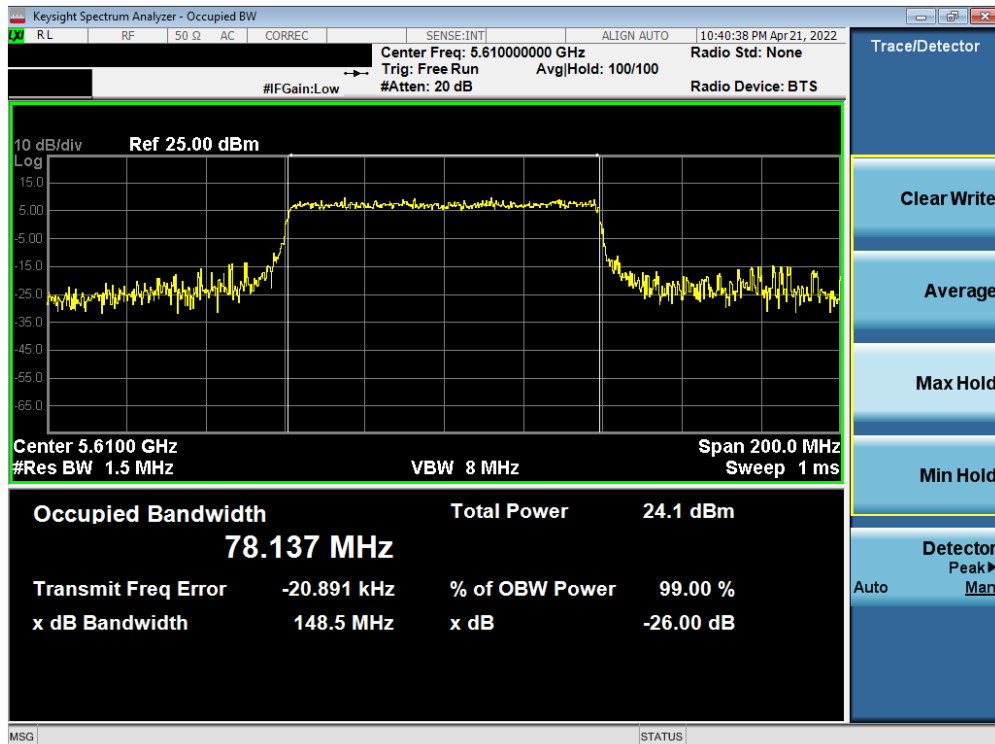 Keysight Spectrum Analyzer - Occupied BW
LXI RL RF 50 Ω AC CORREC SENSE:INT ALIGN AUTO 10:40:38 PM Apr 21, 2022
Center Freq: 5.610000000 GHz Radio Std: None
Trig: Free Run Avg|Hold: 100/100
#IFGain:Low #Atten: 20 dB Radio Device: BTS
Trace/Detector
10 dB/div Ref 25.00 dBm
Log
15.0
5.00
-5.00
-15.0
-25.0
-35.0
-45.0
-55.0
-65.0
Center 5.6100 GHz Span 200.0 MHz
#Res BW 1.5 MHz VBW 8 MHz Sweep 1 ms
Occupied Bandwidth Total Power 24.1 dBm
78.137 MHz
Transmit Freq Error -20.891 kHz % of OBW Power 99.00 %
x dB Bandwidth 148.5 MHz x dB -26.00 dB
Clear Write
Average
Max Hold
Min Hold
Detector
Peak▶
Auto Man
MSG STATUS